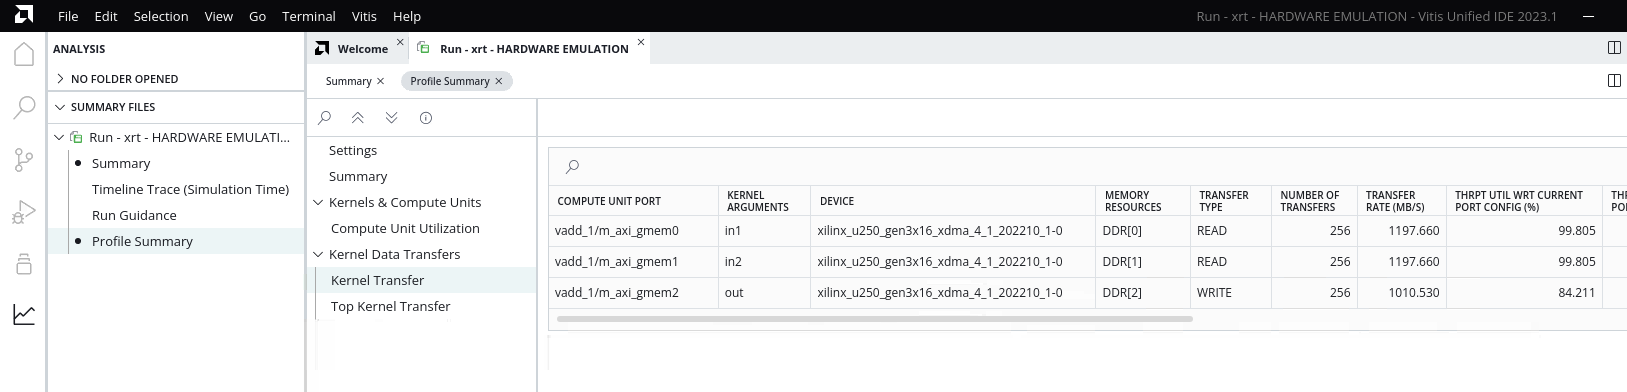 File Edit Selection View Go Terminal Vitis Help
Run - xrt - HARDWARE EMULATION - Vitis Unified IDE 2023.1
ANALYSIS
NO FOLDER OPENED
SUMMARY FILES
Run - xrt - HARDWARE EMULATI...
Summary
Timeline Trace (Simulation Time)
Run Guidance
Profile Summary
Welcome
Run - xrt - HARDWARE EMULATION
Summary
Profile Summary
Settings
Summary
Kernels & Compute Units
Compute Unit Utilization
Kernel Data Transfers
Kernel Transfer
Top Kernel Transfer
COMPUTE UNIT PORT KERNEL ARGUMENTS DEVICE MEMORY RESOURCES TRANSFER TYPE NUMBER OF TRANSFERS TRANSFER RATE (MB/S) THRPT UTIL WRT CURRENT PORT CONFIG (%)
vadd_1/m_axi_gmem0 in1 xilinx_u250_gen3x16_xdma_4_1_202210_1-0 DDR[0] READ 256 1197.660 99.805
vadd_1/m_axi_gmem1 in2 xilinx_u250_gen3x16_xdma_4_1_202210_1-0 DDR[1] READ 256 1197.660 99.805
vadd_1/m_axi_gmem2 out xilinx_u250_gen3x16_xdma_4_1_202210_1-0 DDR[2] WRITE 256 1010.530 84.211